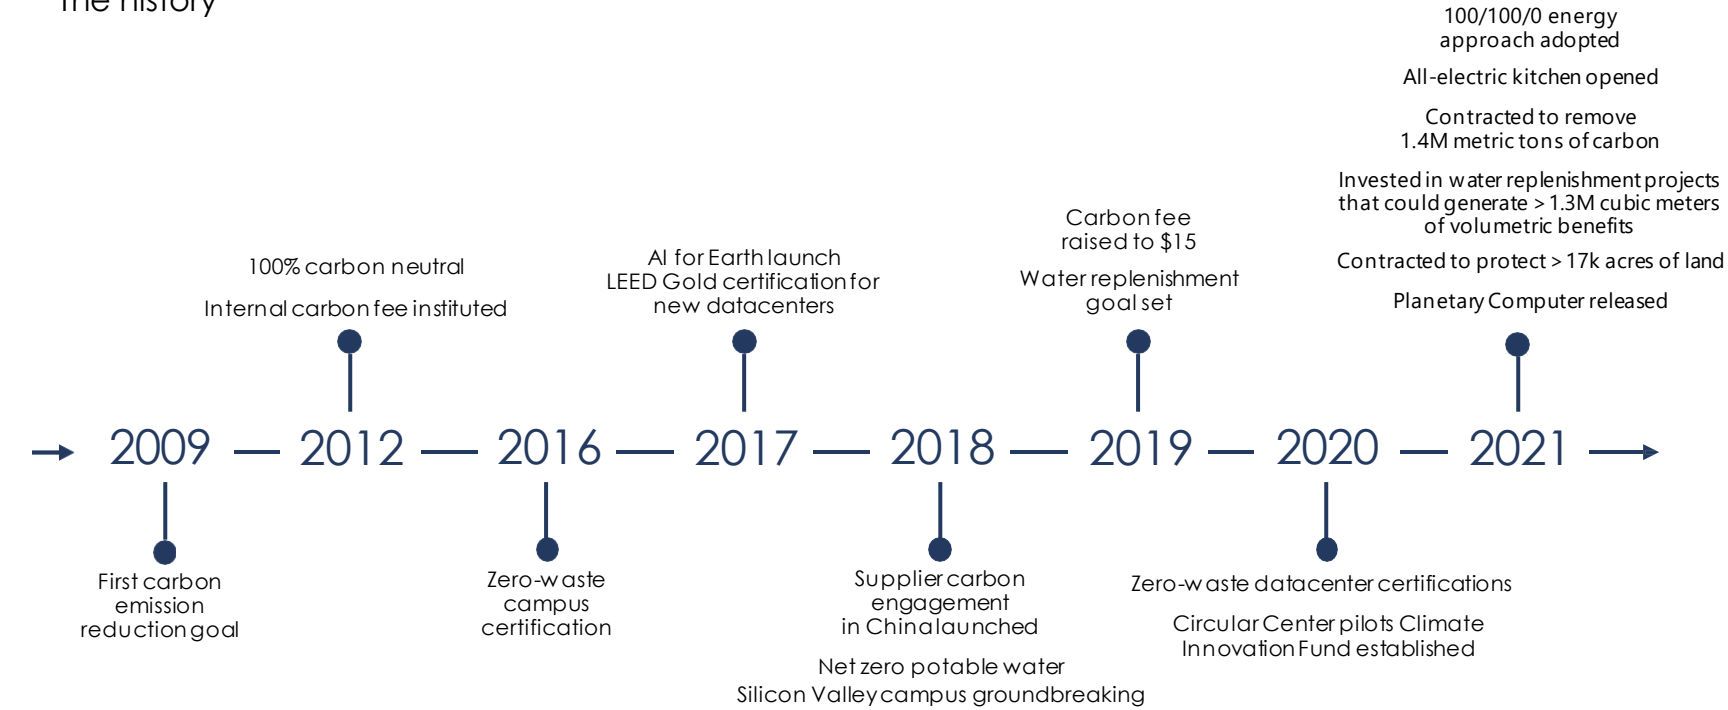 The history
100/100/0 energy
approach adopted
All-electric kitchen opened
Contracted to remove
1.4M metric tons of carbon
Invested in water replenishment projects
that could generate >1.3M cubic meters
of volumetric benefits
Contracted to protect >17k acres of land
Planetary Computer released
Carbon fee
raised to $15
Water replenishment
goal set
AI for Earth launch
LEED Gold certification for
new datacenters
100% carbon neutral
Internal carbon fee instituted
2009 2012 2016 2017 2018 2019 2020 2021
First carbon
emission
reduction goal
Zero-waste
campus
certification
Supplier carbon
engagement
in China launched
Net zero potable water
Silicon Valley campus groundbreaking
Zero-waste datacenter certifications
Circular Center pilots Climate
Innovation Fund established